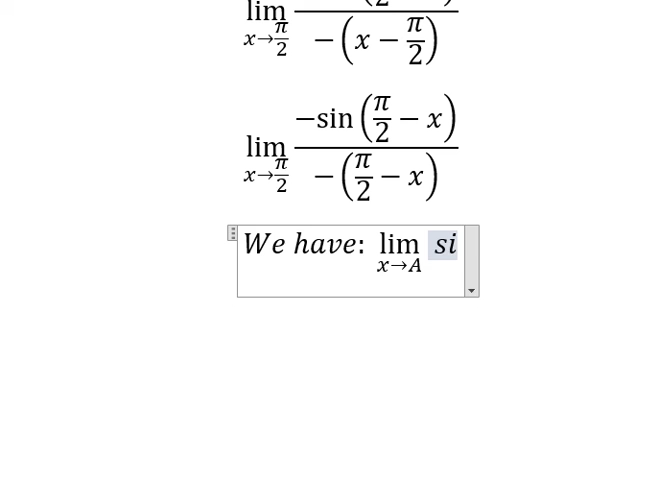 lim x→π/2 −(x − π/2)
lim x→π/2 −sin(π/2 − x) / −(π/2 − x)
We have: lim x→A si